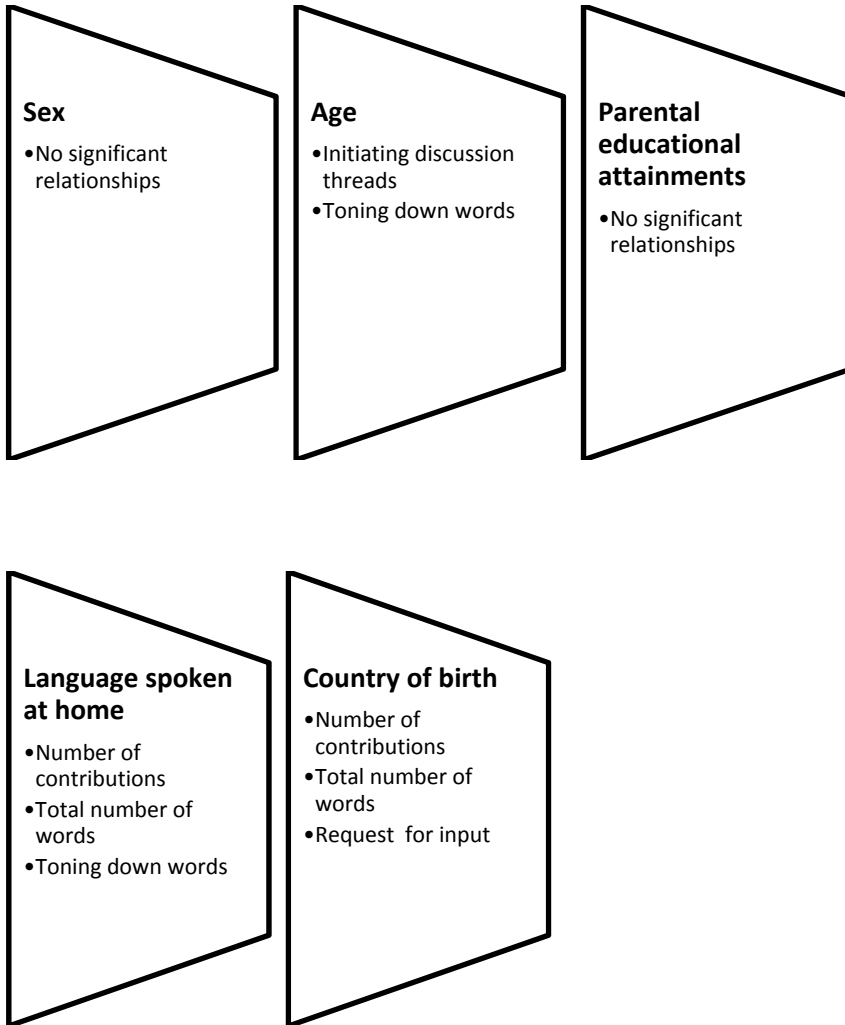 Sex
•No significant
relationships
Age
•Initiating discussion
threads
•Toning down words
Parental
educational
attainments
•No significant
relationships
Language spoken
at home
•Number of
contributions
•Total number of
words
•Toning down words
Country of birth
•Number of
contributions
•Total number of
words
•Request  for input